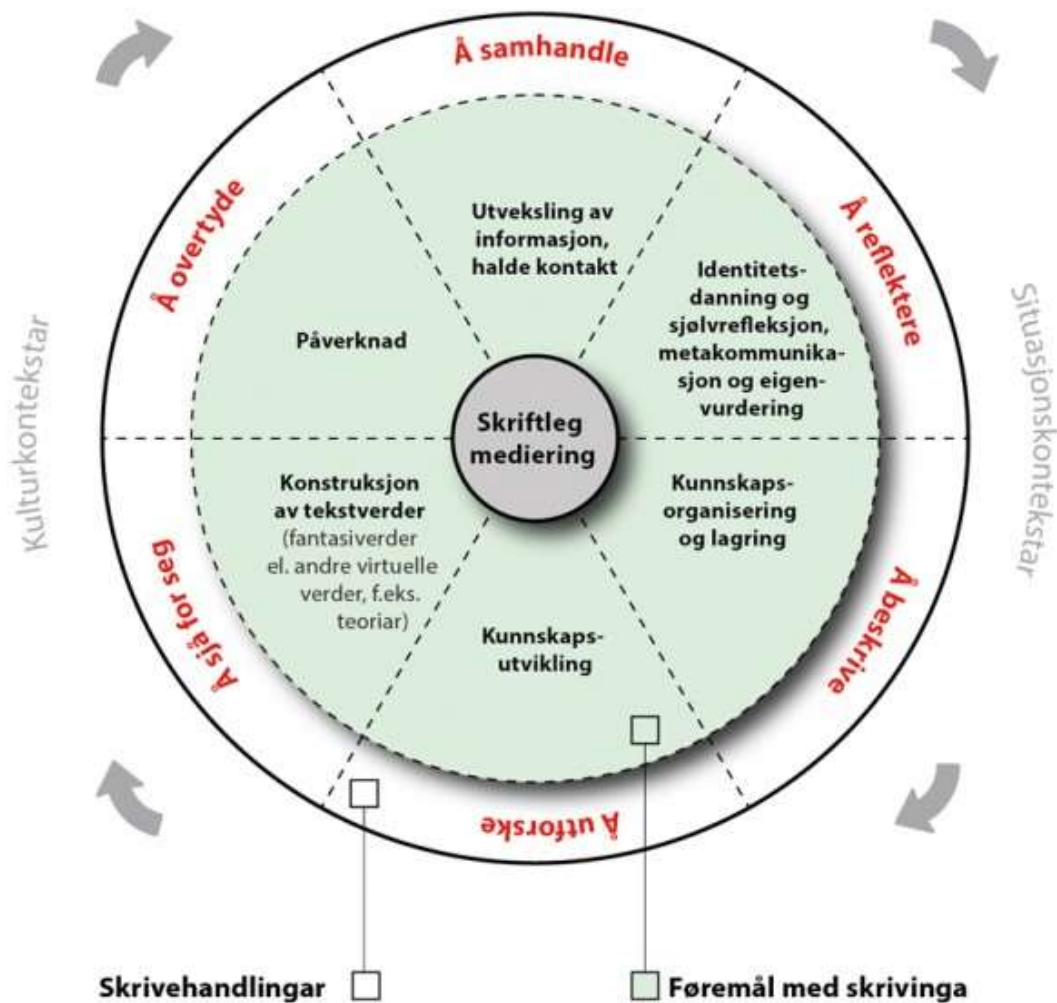 Å samhandle
Å overtyde
Å reflektere
Utveksling av
informasjon,
halde kontakt
Identitets-
danning og
sjølvrefleksjon,
metakommunika-
sjon og eigen-
vurdering
Påverknad
Kulturkontekstar
Situasjonskontekstar
Skriftleg
mediering
Konstruksjon
av tekstverder
(fantasiverder
el. andre virtuelle
verder, f.eks.
teoriar)
Kunnskaps-
organisering
og lagring
Kunnskaps-
utvikling
Å sjå for seg
Å beskrive
Å utforske
Skrivehandlingar
Føremål med skrivinga